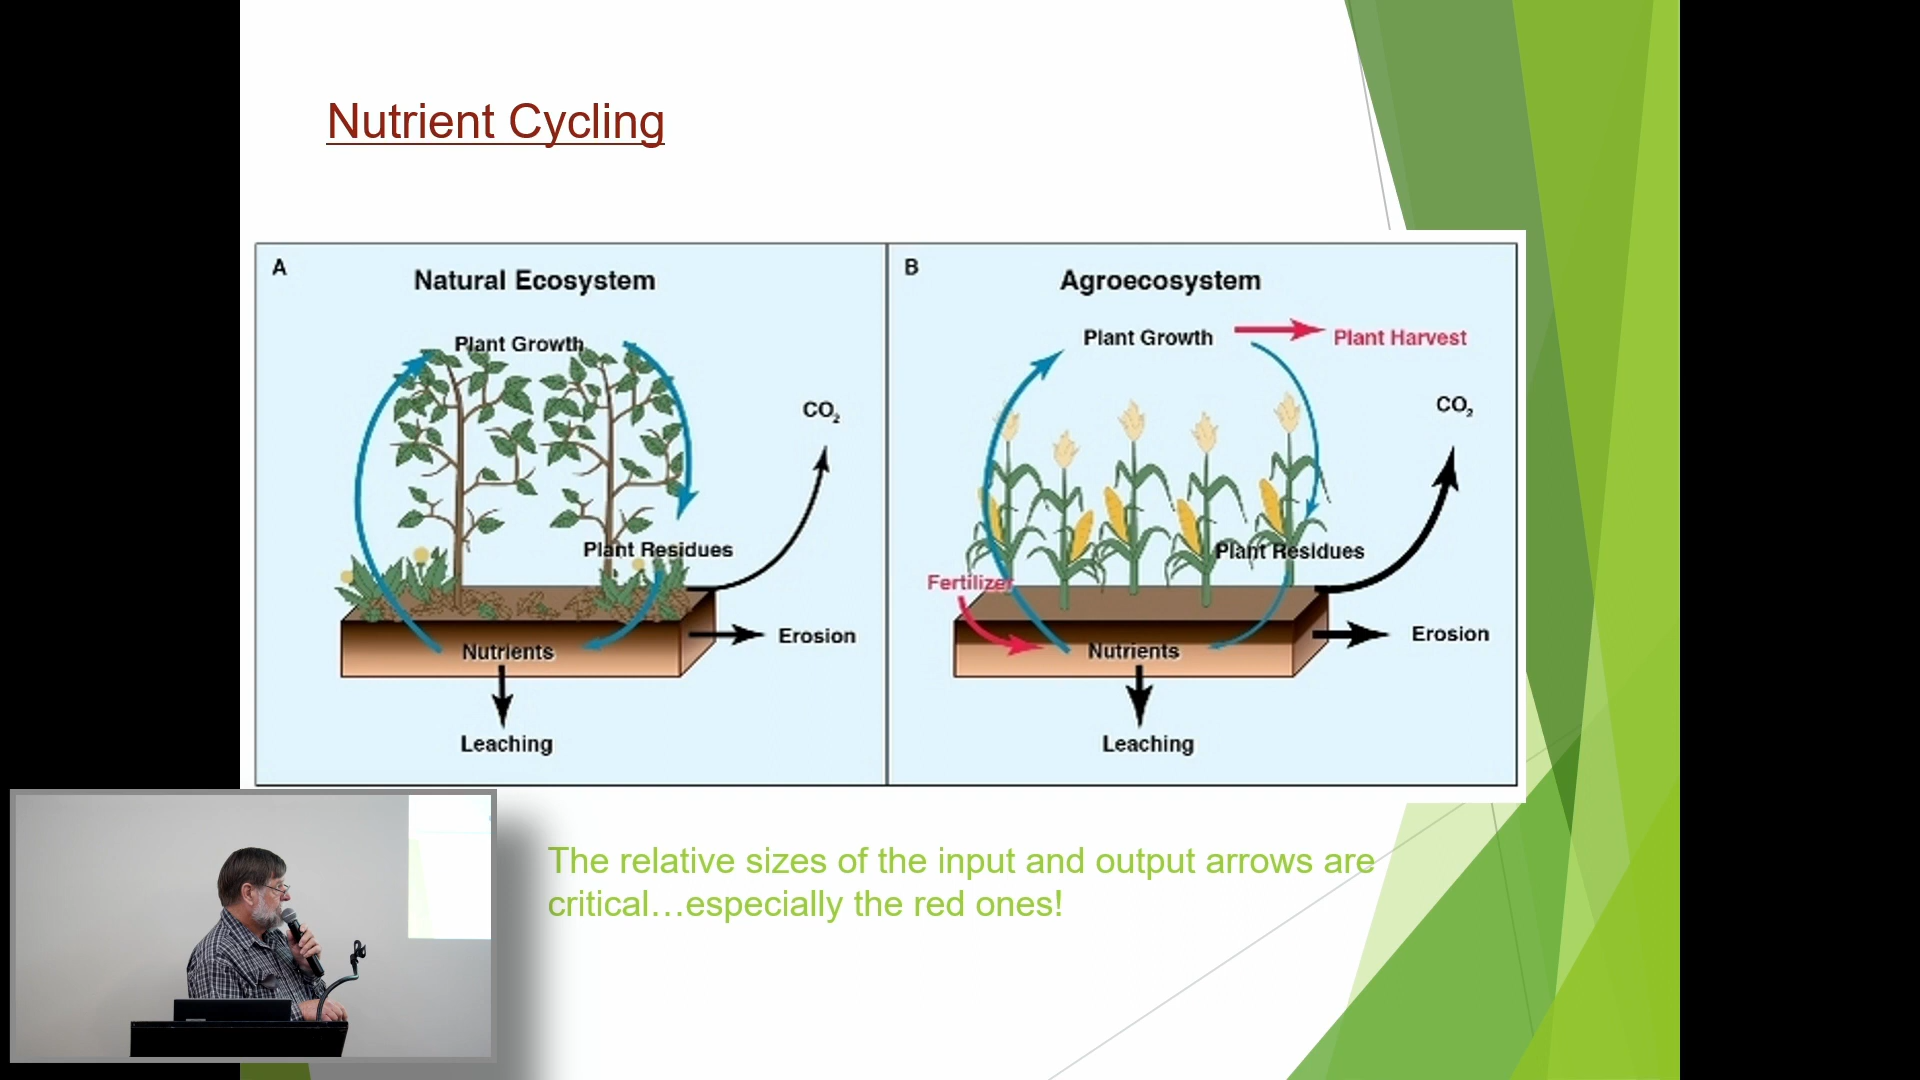 Nutrient Cycling
A
Natural Ecosystem
Plant Growth
CO₂
Plant Residues
Erosion
Nutrients
Leaching
B
Agroecosystem
Plant Growth
Plant Harvest
CO₂
Plant Residues
Fertilizer
Erosion
Nutrients
Leaching
The relative sizes of the input and output arrows are
critical…especially the red ones!